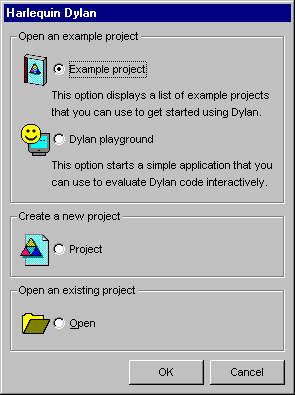 Harlequin Dylan
Open an example project
Example project
This option displays a list of example projects
that you can use to get started using Dylan.
Dylan playground
This option starts a simple application that you
can use to evaluate Dylan code interactively.
Create a new project
Project
Open an existing project
Open
OK
Cancel